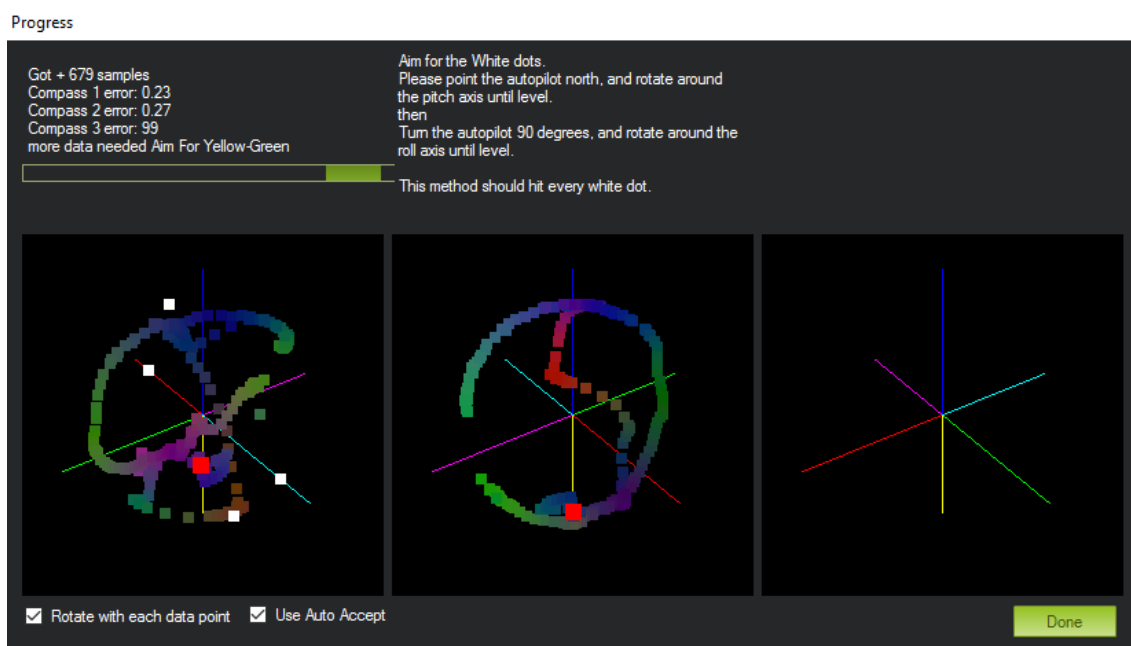 Progress
Got + 679 samples
Compass 1 error: 0.23
Compass 2 error: 0.27
Compass 3 error: 99
more data needed Aim For Yellow-Green
Aim for the White dots.
Please point the autopilot north, and rotate around
the pitch axis until level.
then
Turn the autopilot 90 degrees, and rotate around the
roll axis until level.
This method should hit every white dot.
Rotate with each data point
Use Auto Accept
Done